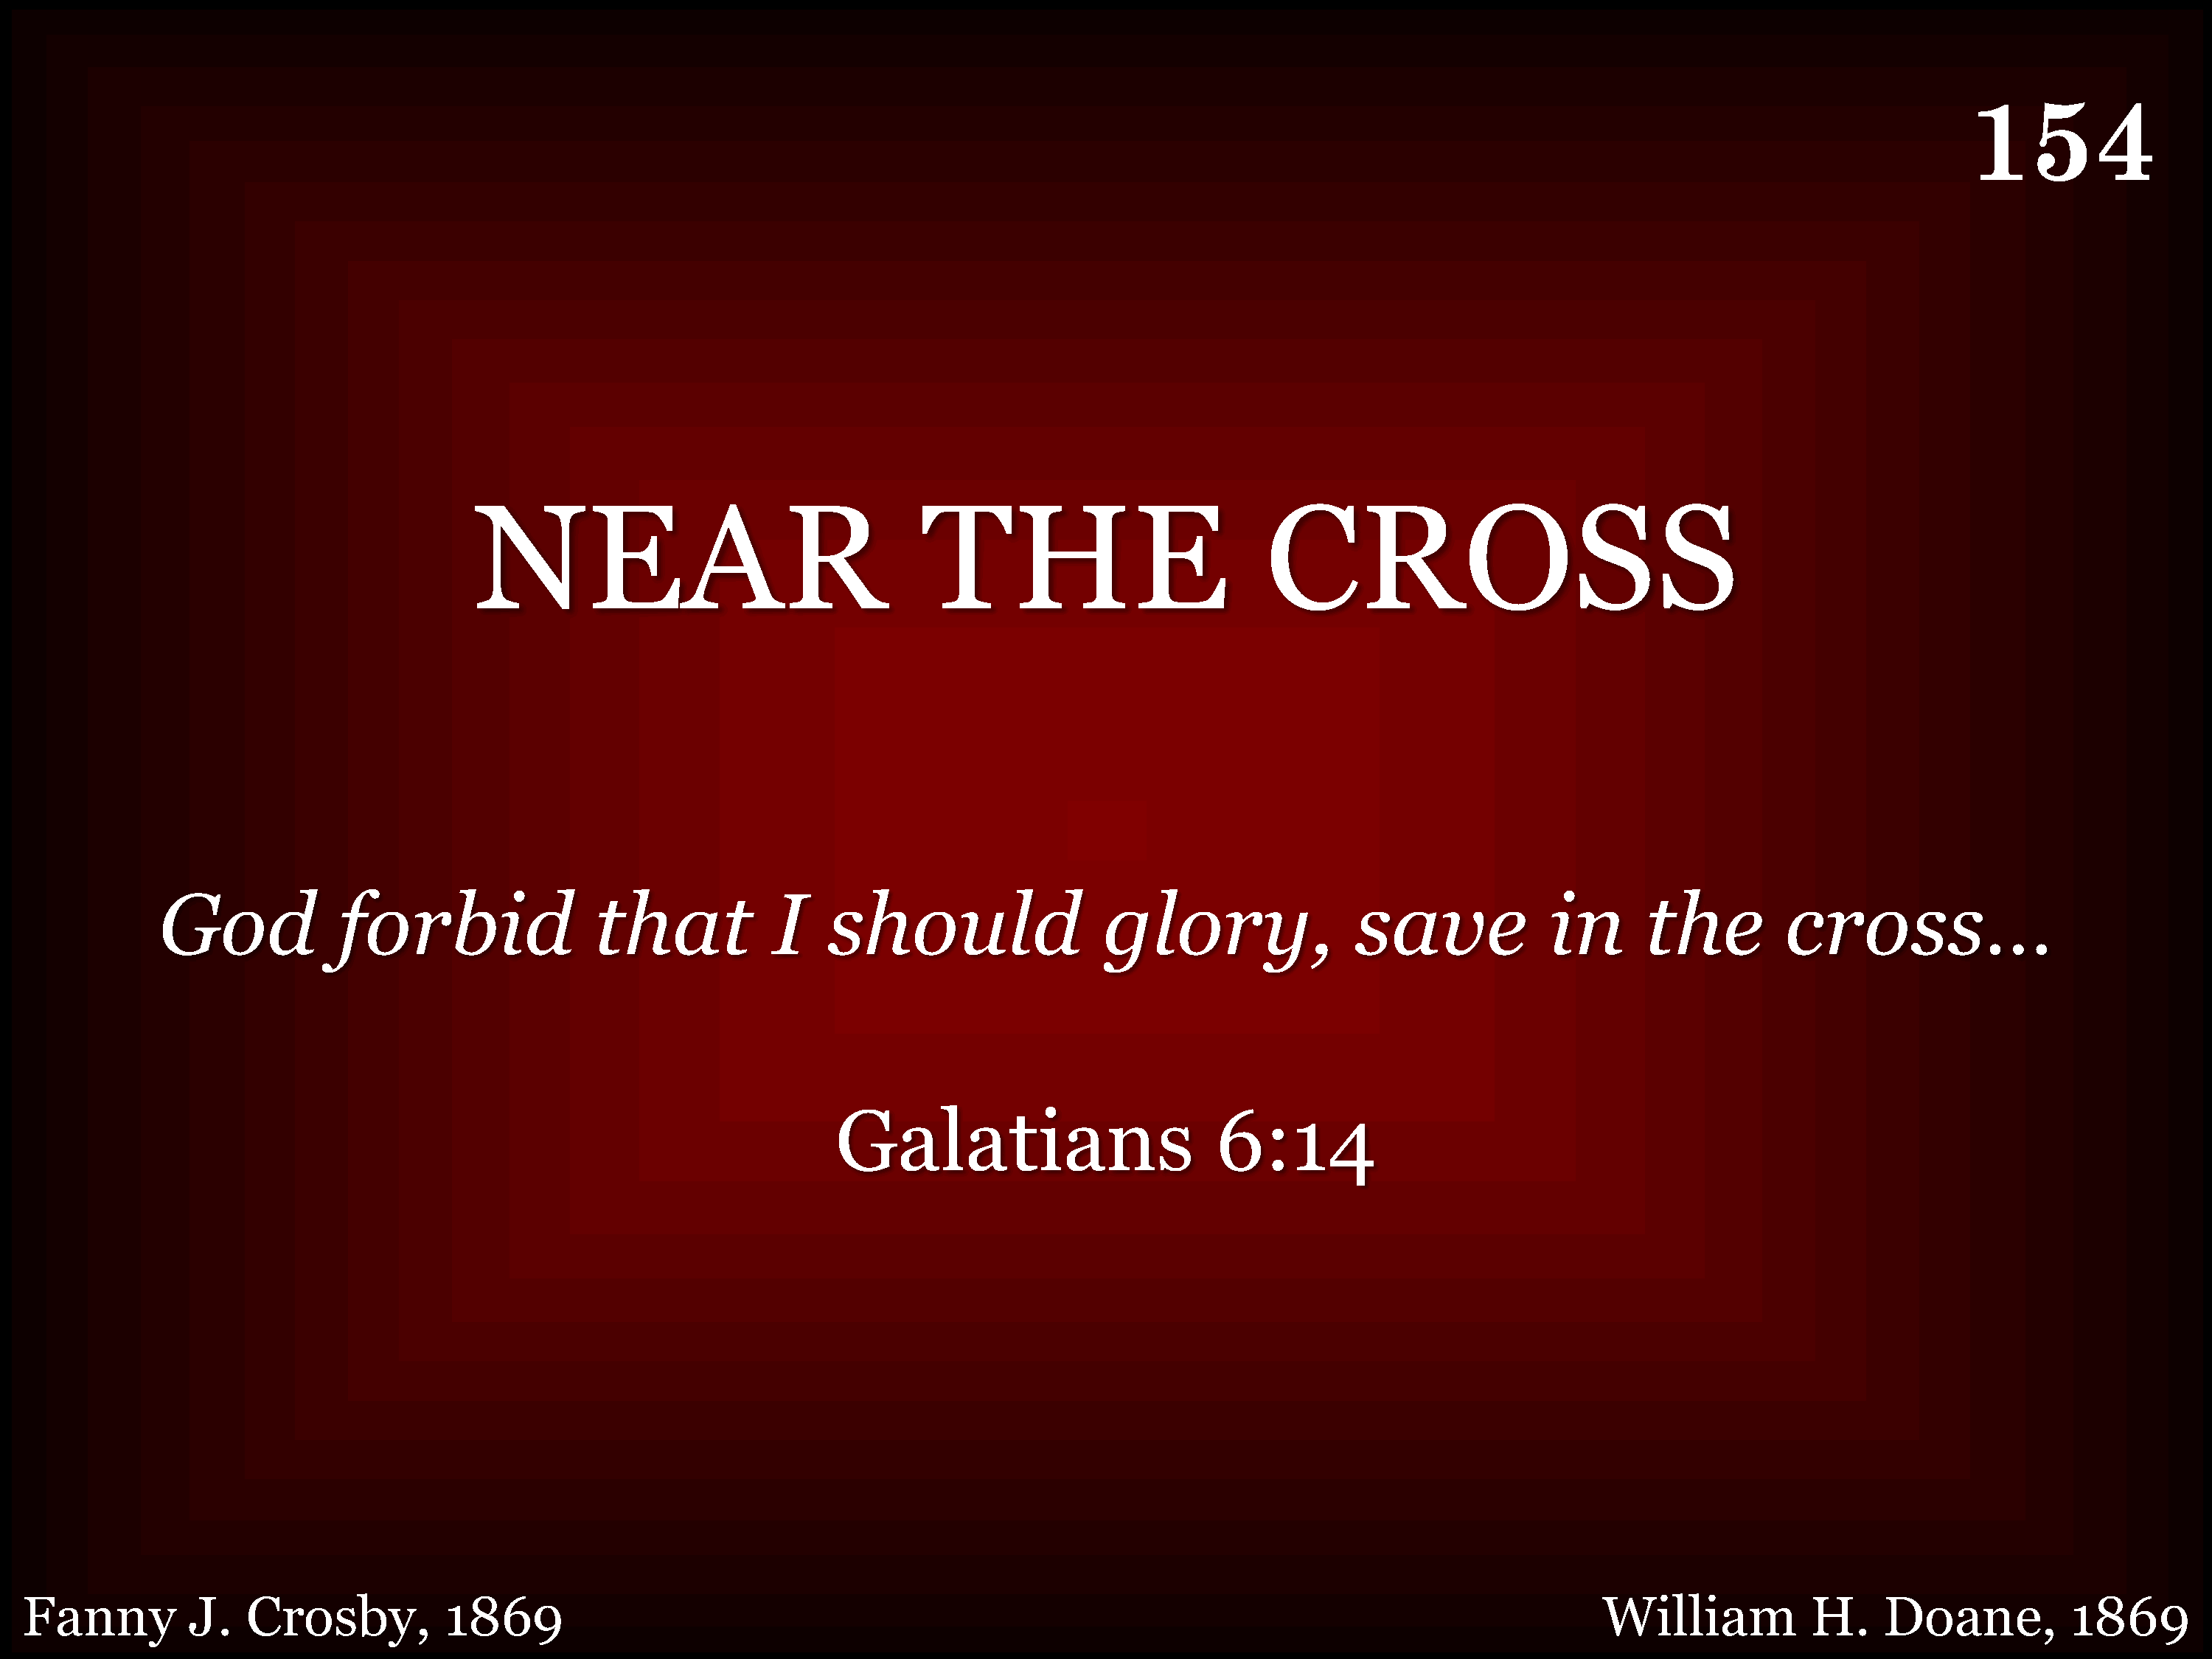 154
NEAR THE CROSS
God forbid that I should glory, save in the cross...
Galatians 6:14
Fanny J. Crosby, 1869
William H. Doane, 1869